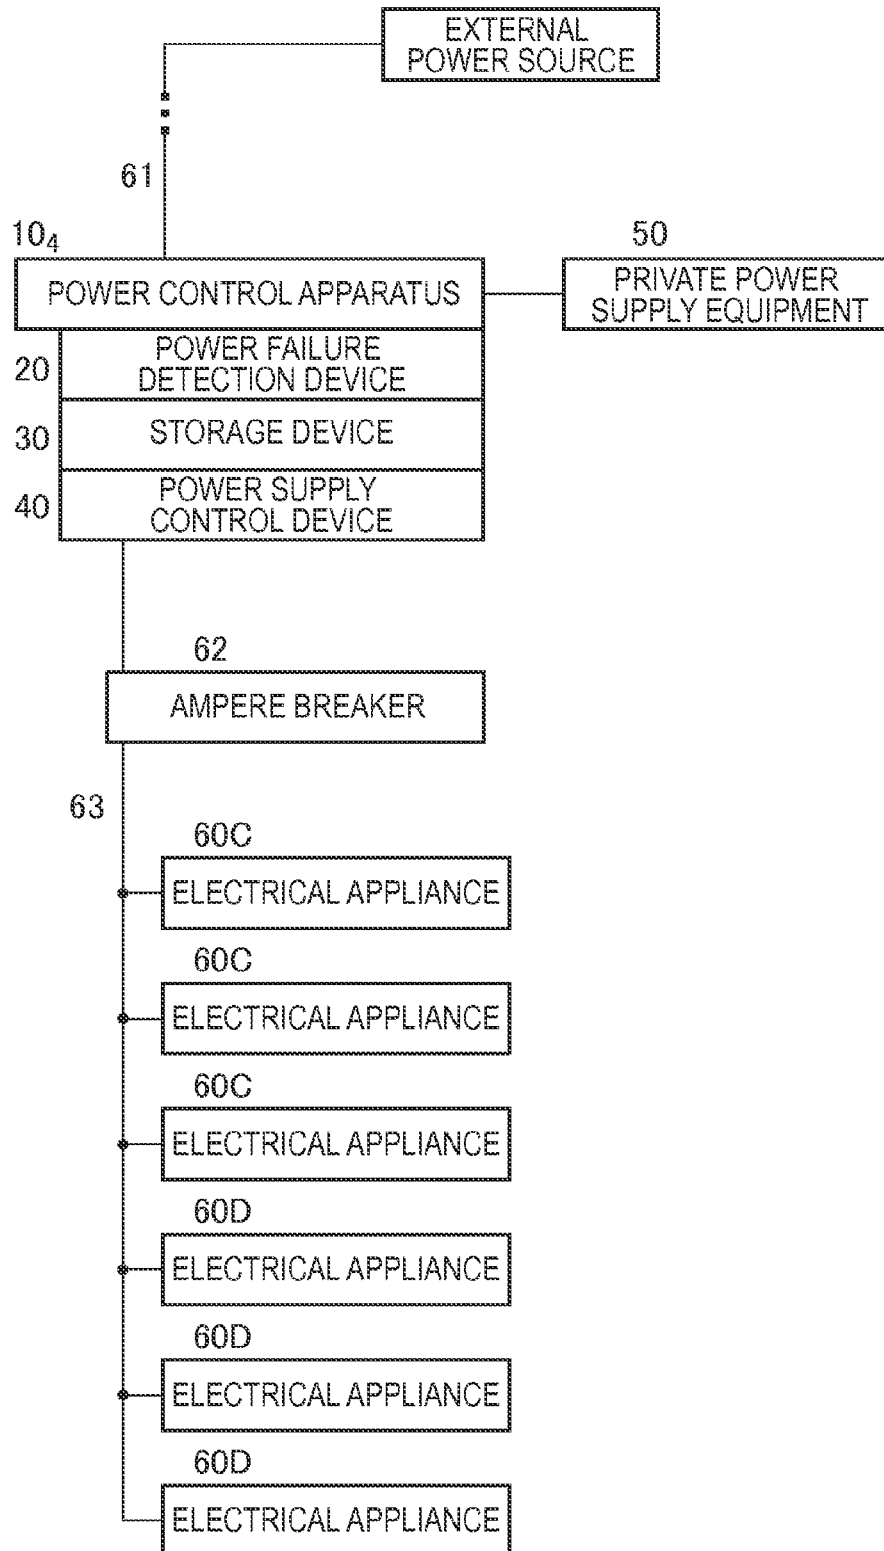 EXTERNAL
POWER SOURCE
61
10₄
POWER CONTROL APPARATUS
50
PRIVATE POWER
SUPPLY EQUIPMENT
20
POWER FAILURE
DETECTION DEVICE
30
STORAGE DEVICE
40
POWER SUPPLY
CONTROL DEVICE
62
AMPERE BREAKER
63
60C
ELECTRICAL APPLIANCE
60C
ELECTRICAL APPLIANCE
60C
ELECTRICAL APPLIANCE
60D
ELECTRICAL APPLIANCE
60D
ELECTRICAL APPLIANCE
60D
ELECTRICAL APPLIANCE